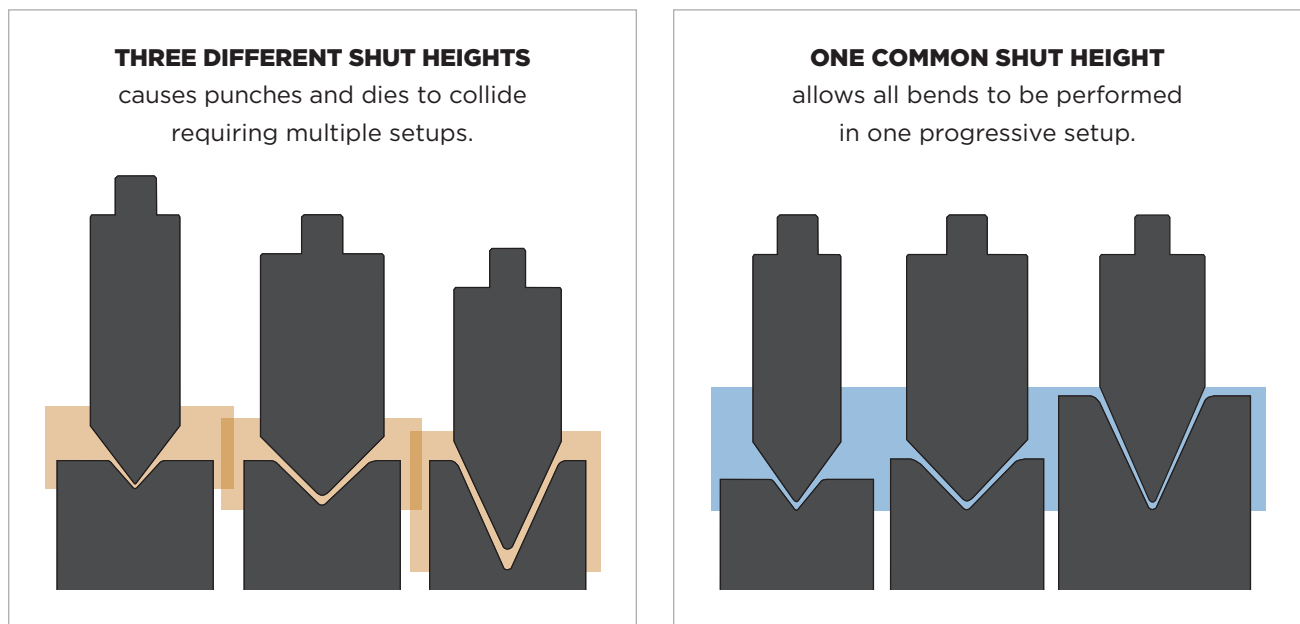 THREE DIFFERENT SHUT HEIGHTS
causes punches and dies to collide
requiring multiple setups.
ONE COMMON SHUT HEIGHT
allows all bends to be performed
in one progressive setup.